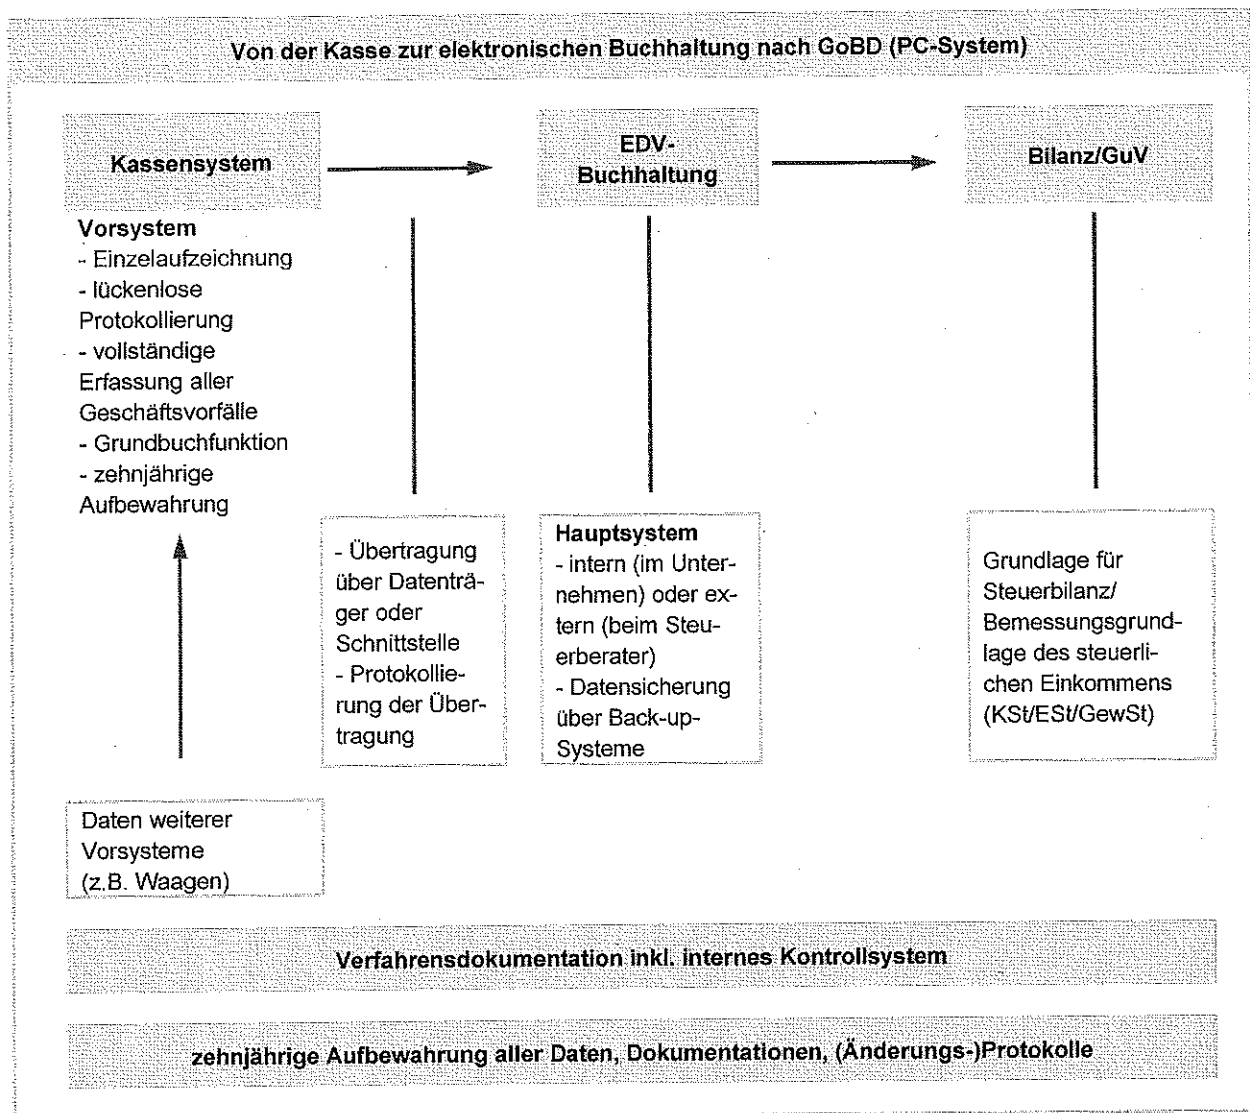 Von der Kasse zur elektronischen Buchhaltung nach GoBD (PC-System)
Kassensystem
EDV-
Buchhaltung
Bilanz/GuV
Vorsystem
- Einzelaufzeichnung
- lückenlose
Protokollierung
- vollständige
Erfassung aller
Geschäftsvorfälle
- Grundbuchfunktion
- zehnjährige
Aufbewahrung
- Übertragung
über Datenträ-
ger oder
Schnittstelle
- Protokollie-
rung der Über-
tragung
Hauptsystem
- intern (im Unter-
nehmen) oder ex-
tern (beim Steu-
erberater)
- Datensicherung
über Back-up-
Systeme
Grundlage für
Steuerbilanz/
Bemessungsgrund-
lage des steuerli-
chen Einkommens
(KSt/ESt/GewSt)
Daten weiterer
Vorsysteme
(z.B. Waagen)
Verfahrensdokumentation inkl. internes Kontrollsystem
zehnjährige Aufbewahrung aller Daten, Dokumentationen, (Änderungs-)Protokolle